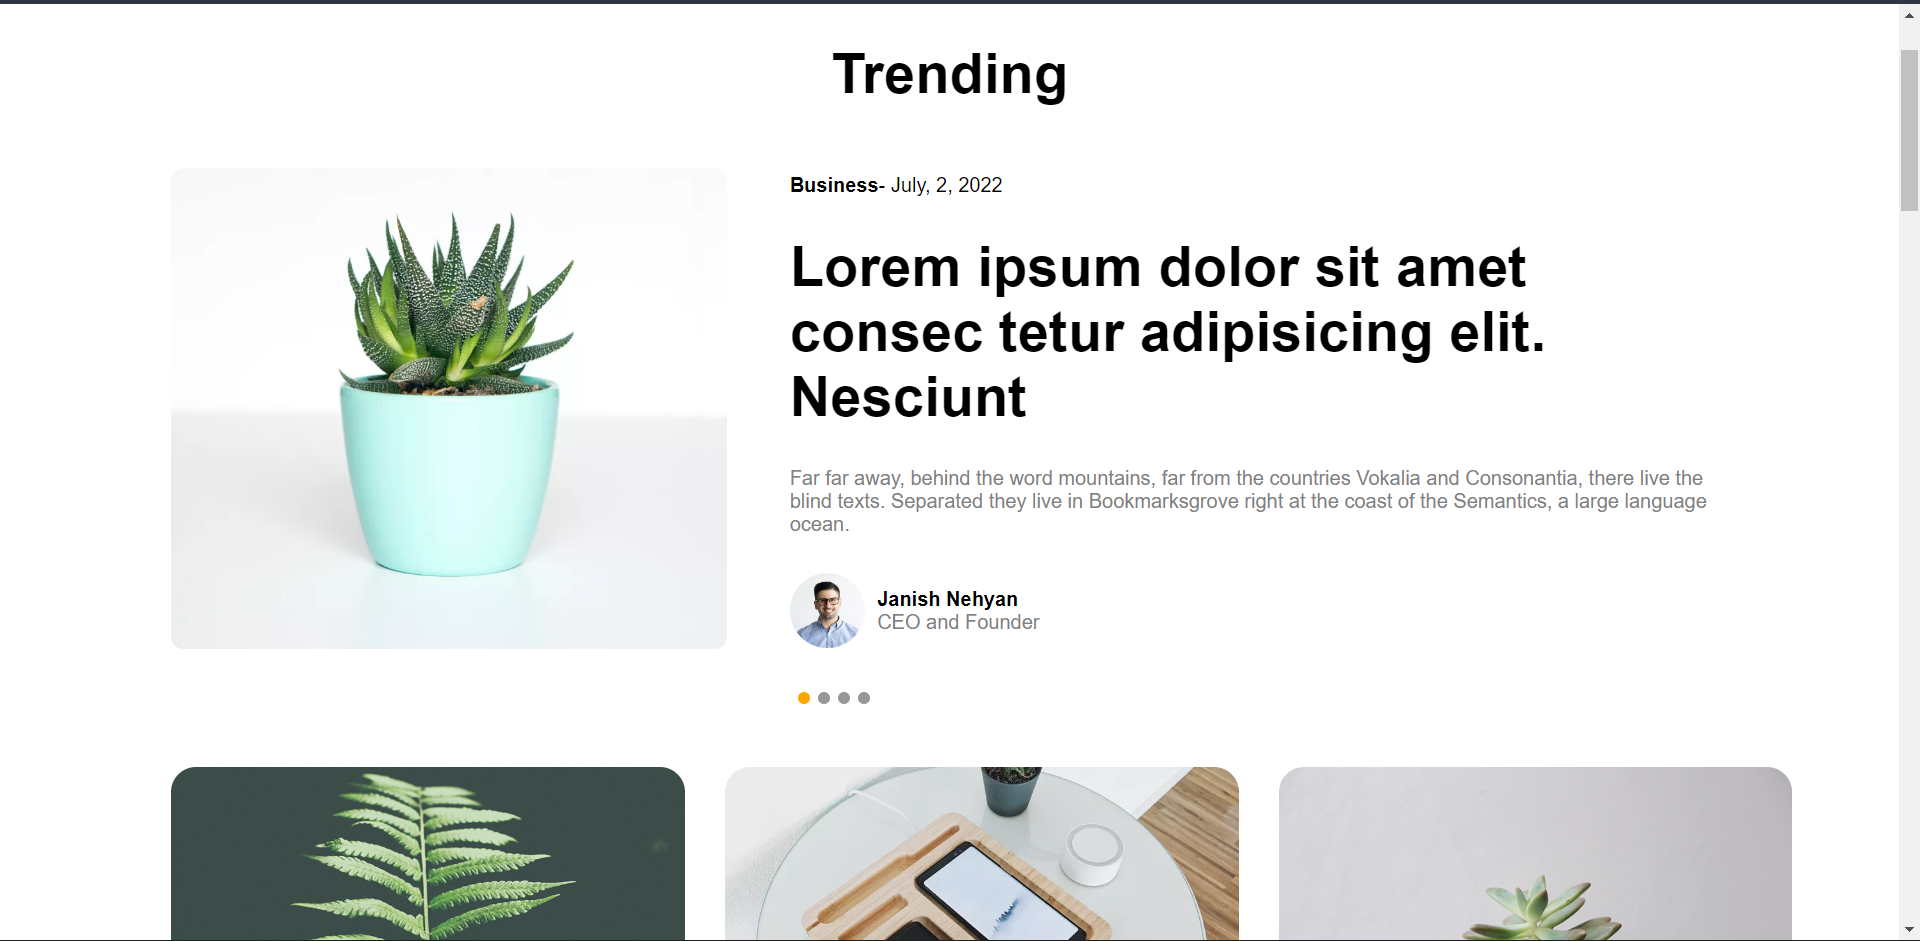 Trending
Business- July, 2, 2022
Lorem ipsum dolor sit amet
consec tetur adipisicing elit.
Nesciunt
Far far away, behind the word mountains, far from the countries Vokalia and Consonantia, there live the
blind texts. Separated they live in Bookmarksgrove right at the coast of the Semantics, a large language
ocean.
Janish Nehyan
CEO and Founder